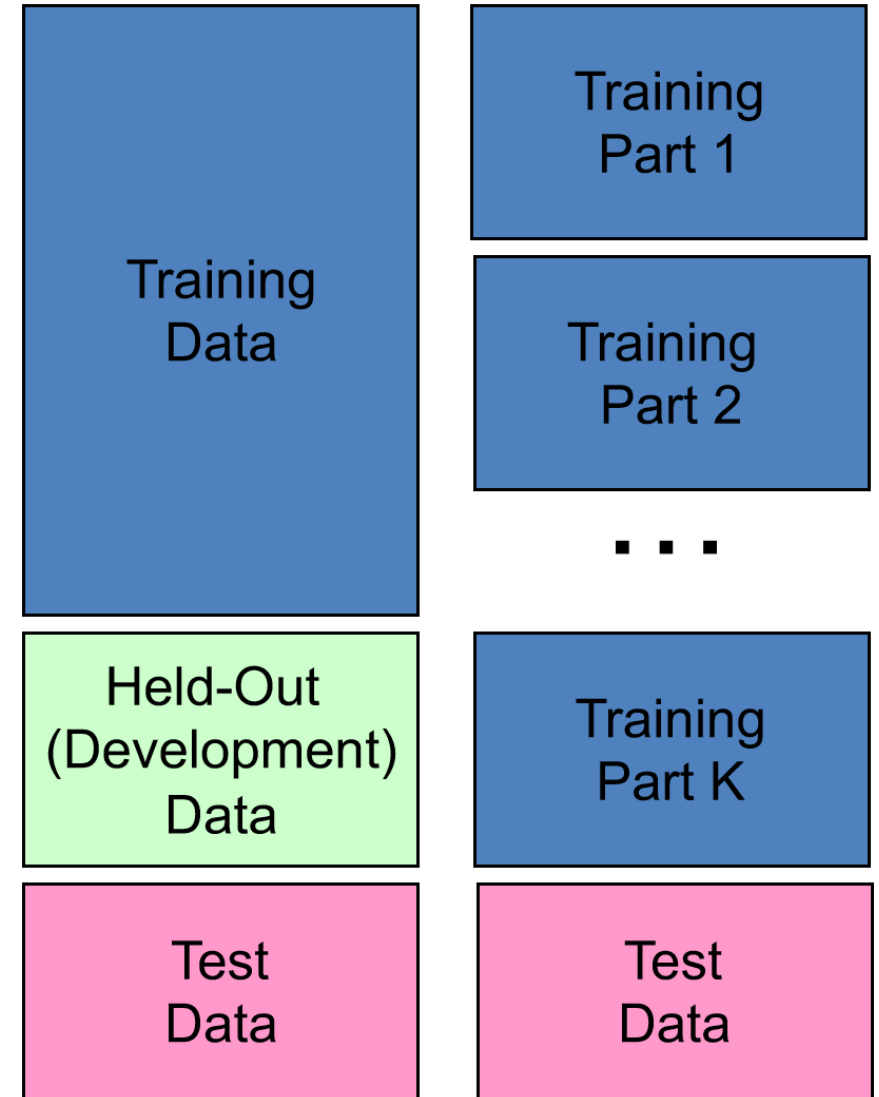 Training
Data
Held-Out
(Development)
Data
Test
Data
Training
Part 1
Training
Part 2
. . .
Training
Part K
Test
Data